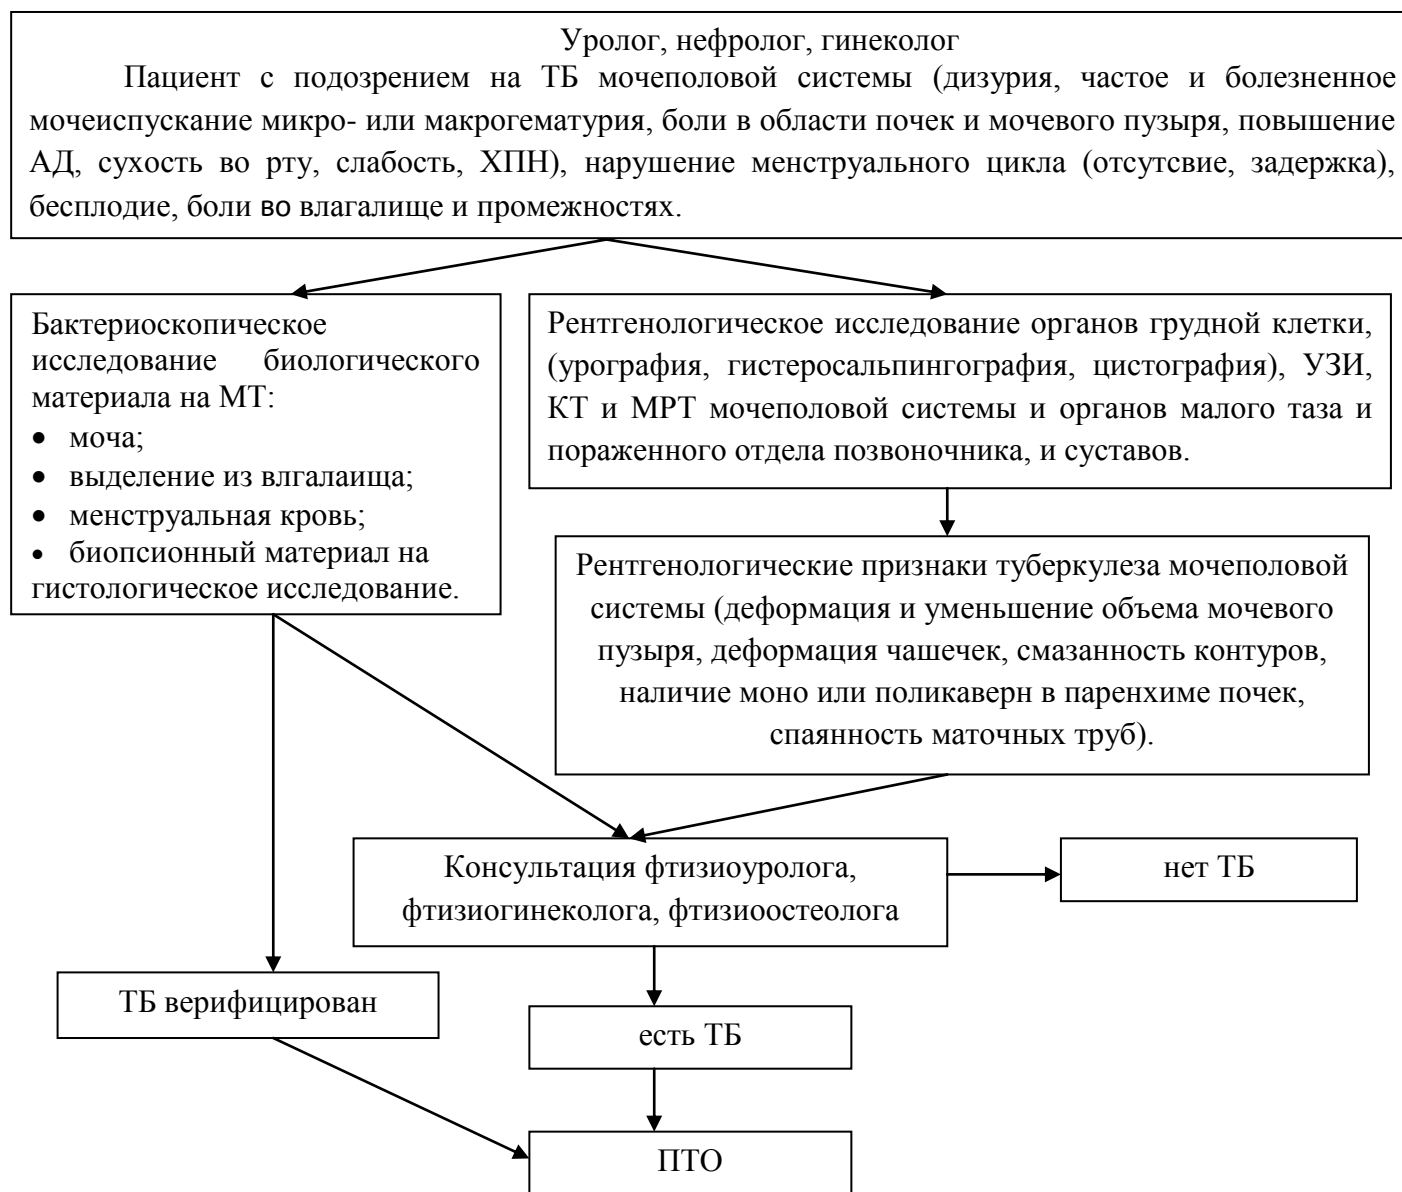 Уролог, нефролог, гинеколог
Пациент с подозрением на ТБ мочеполовой системы (дизурия, частое и болезненное
мочеиспускание микро- или макрогематурия, боли в области почек и мочевого пузыря, повышение
АД, сухость во рту, слабость, ХПН), нарушение менструального цикла (отсутсвие, задержка),
бесплодие, боли во влагалище и промежностях.
Бактериоскопическое
исследование биологического
материала на МТ:
• моча;
• выделение из влгалаища;
• менструальная кровь;
• биопсионный материал на
гистологическое исследование.
Рентгенологическое исследование органов грудной клетки,
(урография, гистеросальпингография, цистография), УЗИ,
КТ и МРТ мочеполовой системы и органов малого таза и
пораженного отдела позвоночника, и суставов.
Рентгенологические признаки туберкулеза мочеполовой
системы (деформация и уменьшение объема мочевого
пузыря, деформация чашечек, смазанность контуров,
наличие моно или поликаверн в паренхиме почек,
спаянность маточных труб).
Консультация фтизиоуролога,
фтизиогинеколога, фтизиоостеолога
нет ТБ
ТБ верифицирован
есть ТБ
ПТО